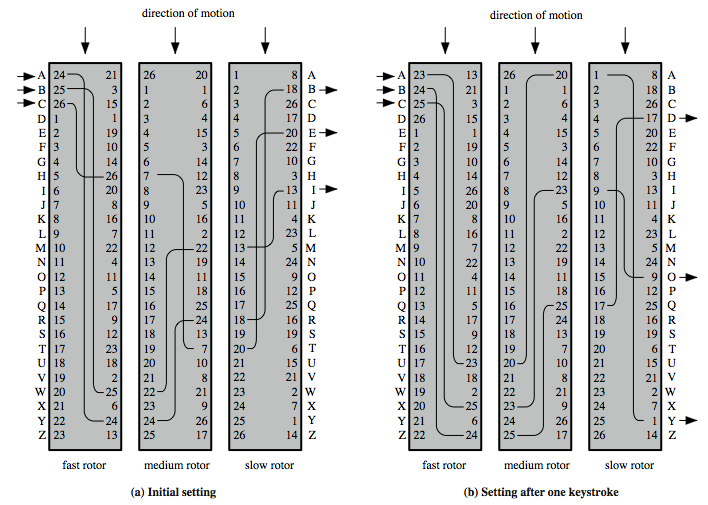 direction of motion direction of motion
A 24 21 26 20 1 8 A A 23 13 26 20 1 8 A
B 25 3 1 1 2 18 B B 24 21 1 1 2 18 B
C 26 15 2 6 3 26 C C 25 3 2 6 3 26 C
D 1 1 3 4 4 17 D D 26 15 3 4 4 17 D
E 2 19 4 15 5 20 E E 1 1 4 15 5 20 E
F 3 10 5 3 6 22 F F 2 19 5 3 6 22 F
G 4 14 6 14 7 10 G G 3 10 6 14 7 10 G
H 5 26 7 12 8 3 H H 4 14 7 12 8 3 H
I 6 20 8 23 9 13 I I 5 26 8 23 9 13 I
J 7 8 9 5 10 11 J J 6 20 9 5 10 11 J
K 8 16 10 16 11 4 K K 7 8 10 16 11 4 K
L 9 7 11 2 12 23 L L 8 16 11 2 12 23 L
M 10 22 12 22 13 5 M M 9 7 12 22 13 5 M
N 11 4 13 19 14 24 N N 10 22 13 19 14 24 N
O 12 11 14 11 15 9 O O 11 4 14 11 15 9 O
P 13 5 15 18 16 12 P P 12 11 15 18 16 12 P
Q 14 17 16 25 17 25 Q Q 13 5 16 25 17 25 Q
R 15 9 17 24 18 16 R R 14 17 17 24 18 16 R
S 16 12 18 13 19 19 S S 15 9 18 13 19 19 S
T 17 23 19 7 20 6 T T 16 12 19 7 20 6 T
U 18 18 20 10 21 15 U U 17 23 20 10 21 15 U
V 19 2 21 8 22 21 V V 18 18 21 8 22 21 V
W 20 25 22 21 23 2 W W 19 2 22 21 23 2 W
X 21 6 23 9 24 7 X X 20 25 23 9 24 7 X
Y 22 24 24 26 25 1 Y Y 21 6 24 26 25 1 Y
Z 23 13 25 17 26 14 Z Z 22 24 25 17 26 14 Z
fast rotor medium rotor slow rotor fast rotor medium rotor slow rotor
(a) Initial setting (b) Setting after one keystroke